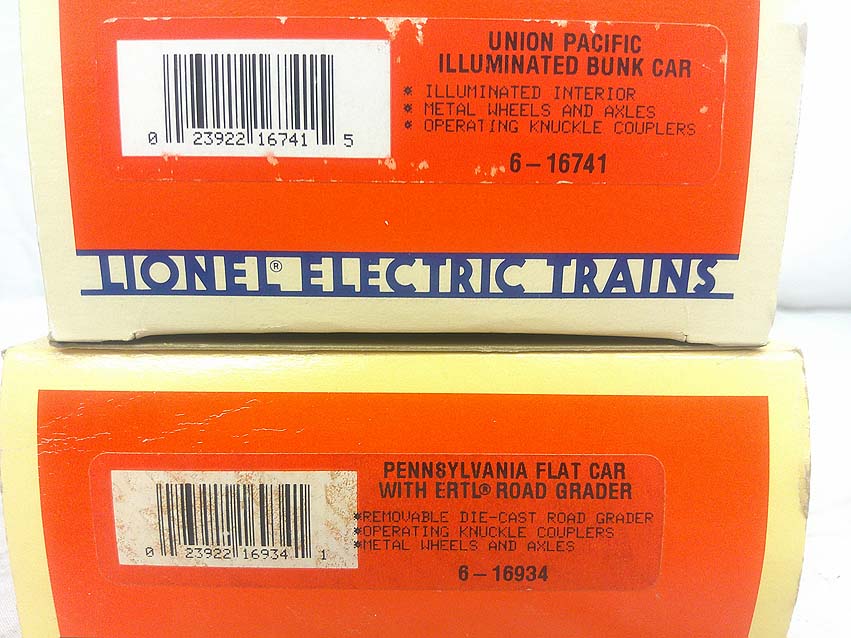 UNION PACIFIC
ILLUMINATED BUNK CAR
* ILLUMINATED INTERIOR
* METAL WHEELS AND AXLES
* OPERATING KNUCKLE COUPLERS
6-16741
0 23922 16741 5
LIONEL® ELECTRIC TRAINS
PENNSYLVANIA FLAT CAR
WITH ERTL® ROAD GRADER
*REMOVABLE DIE-CAST ROAD GRADER
*OPERATING KNUCKLE COUPLERS
*METAL WHEELS AND AXLES
6-16934
0 23922 16934 1